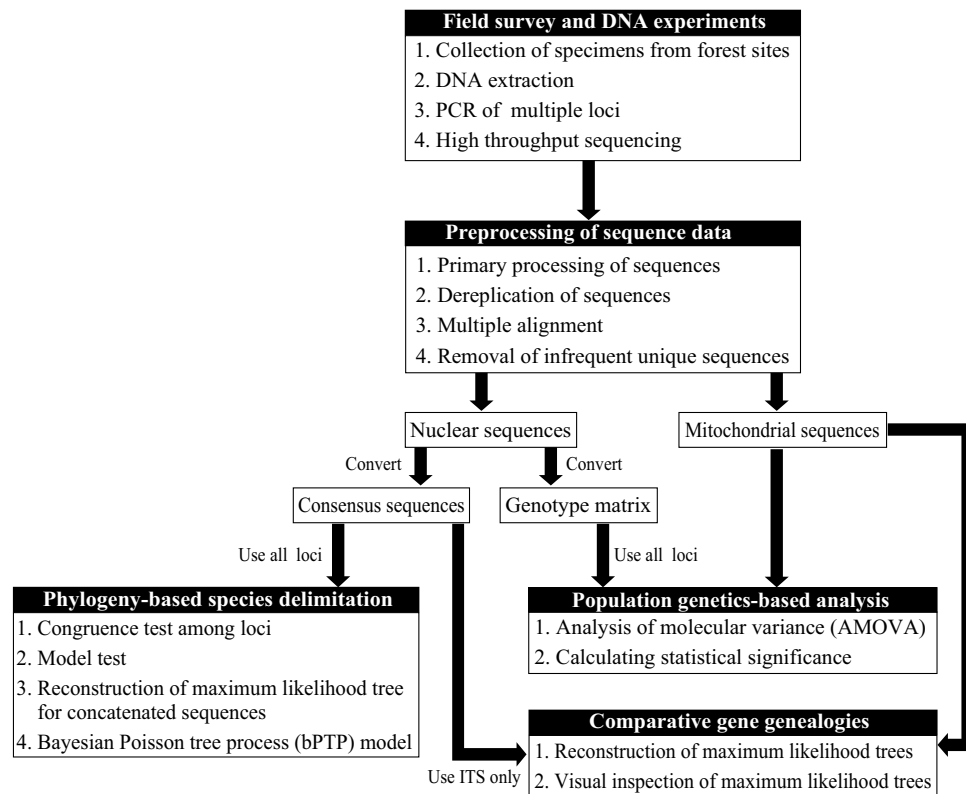 Field survey and DNA experiments
1. Collection of specimens from forest sites
2. DNA extraction
3. PCR of multiple loci
4. High throughput sequencing
Preprocessing of sequence data
1. Primary processing of sequences
2. Dereplication of sequences
3. Multiple alignment
4. Removal of infrequent unique sequences
Nuclear sequences
Mitochondrial sequences
Convert
Convert
Consensus sequences
Genotype matrix
Use all loci
Use all loci
Phylogeny-based species delimitation
1. Congruence test among loci
2. Model test
3. Reconstruction of maximum likelihood tree
for concatenated sequences
4. Bayesian Poisson tree process (bPTP) model
Population genetics-based analysis
1. Analysis of molecular variance (AMOVA)
2. Calculating statistical significance
Use ITS only
Comparative gene genealogies
1. Reconstruction of maximum likelihood trees
2. Visual inspection of maximum likelihood trees